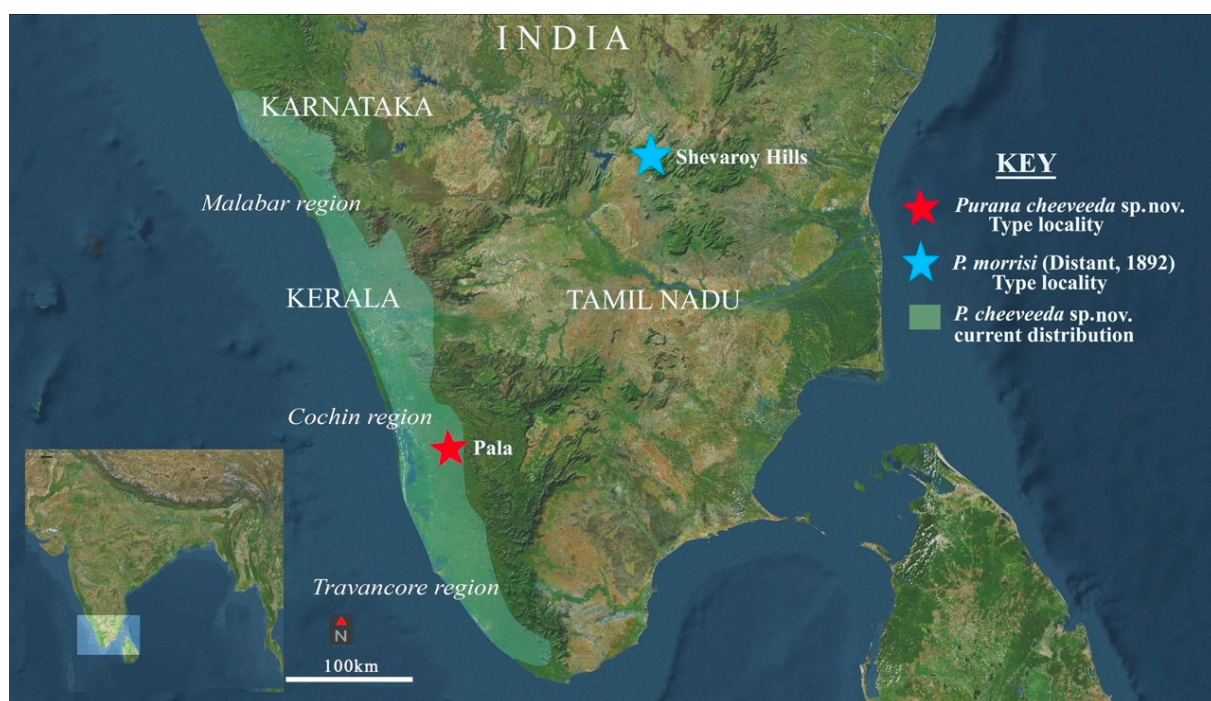 INDIA
KARNATAKA
Shevaroy Hills
Malabar region
KERALA
TAMIL NADU
Cochin region
Pala
Travancore region
N
100km
KEY
Purana cheeveeda sp.nov.
Type locality
P. morrisi (Distant, 1892)
Type locality
P. cheeveeda sp.nov.
current distribution